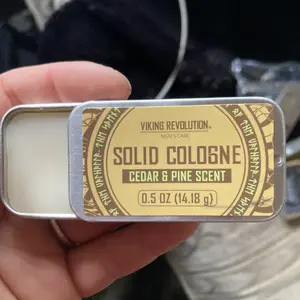 VIKING REVOLUTION®
MEN'S CARE
SOLID COLOGNE
CEDAR & PINE SCENT
0.5 OZ (14.18 g)